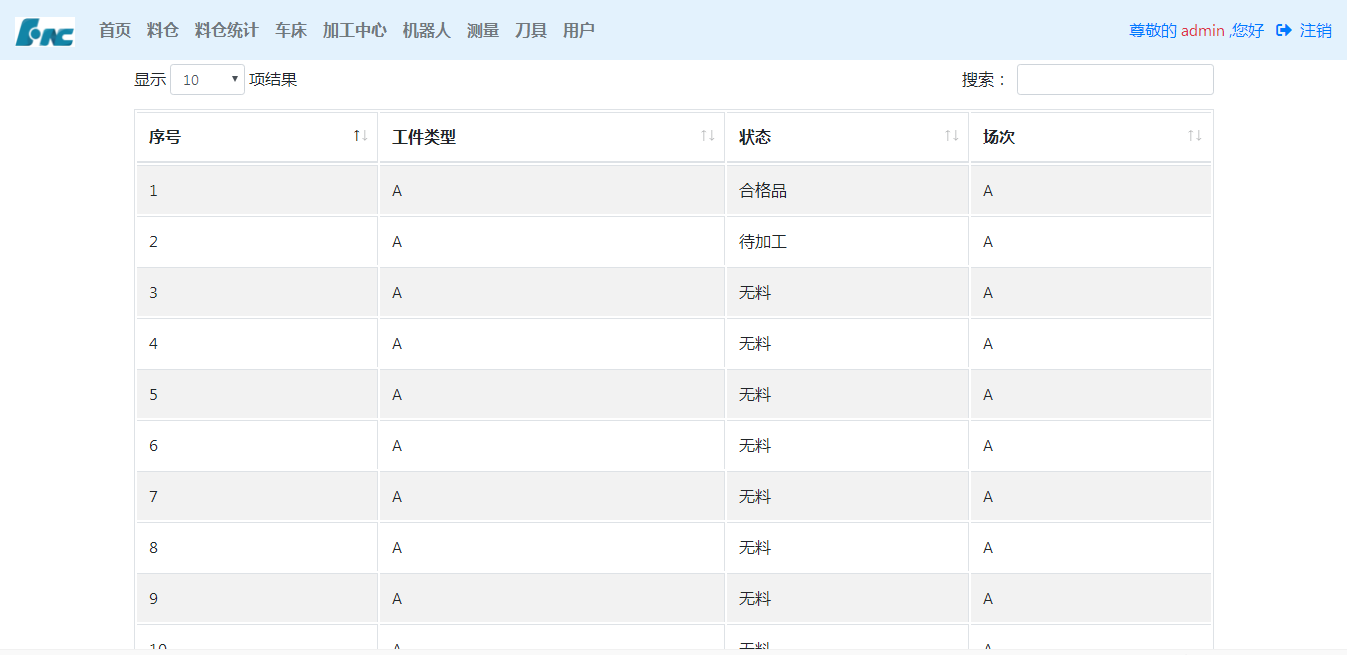 HNC 首页 料仓 料仓统计 车床 加工中心 机器人 测量 刀具 用户 尊敬的 admin ,您好 注销
显示 10 项结果 搜索：
序号 工件类型 状态 场次
1 A 合格品 A
2 A 待加工 A
3 A 无料 A
4 A 无料 A
5 A 无料 A
6 A 无料 A
7 A 无料 A
8 A 无料 A
9 A 无料 A
10 A 无料 A